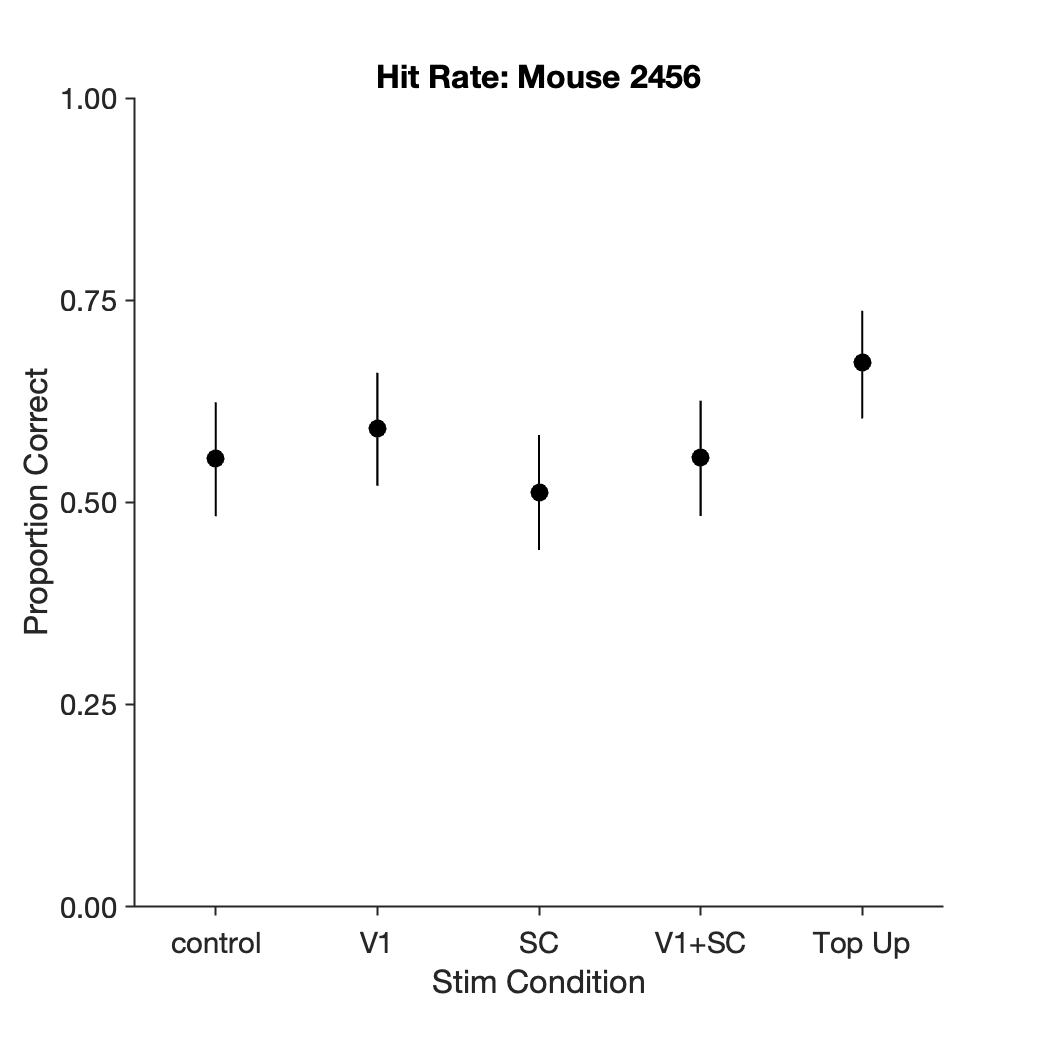 Hit Rate: Mouse 2456
1.00
0.75
0.50
0.25
0.00
Proportion Correct
control V1 SC V1+SC Top Up
Stim Condition